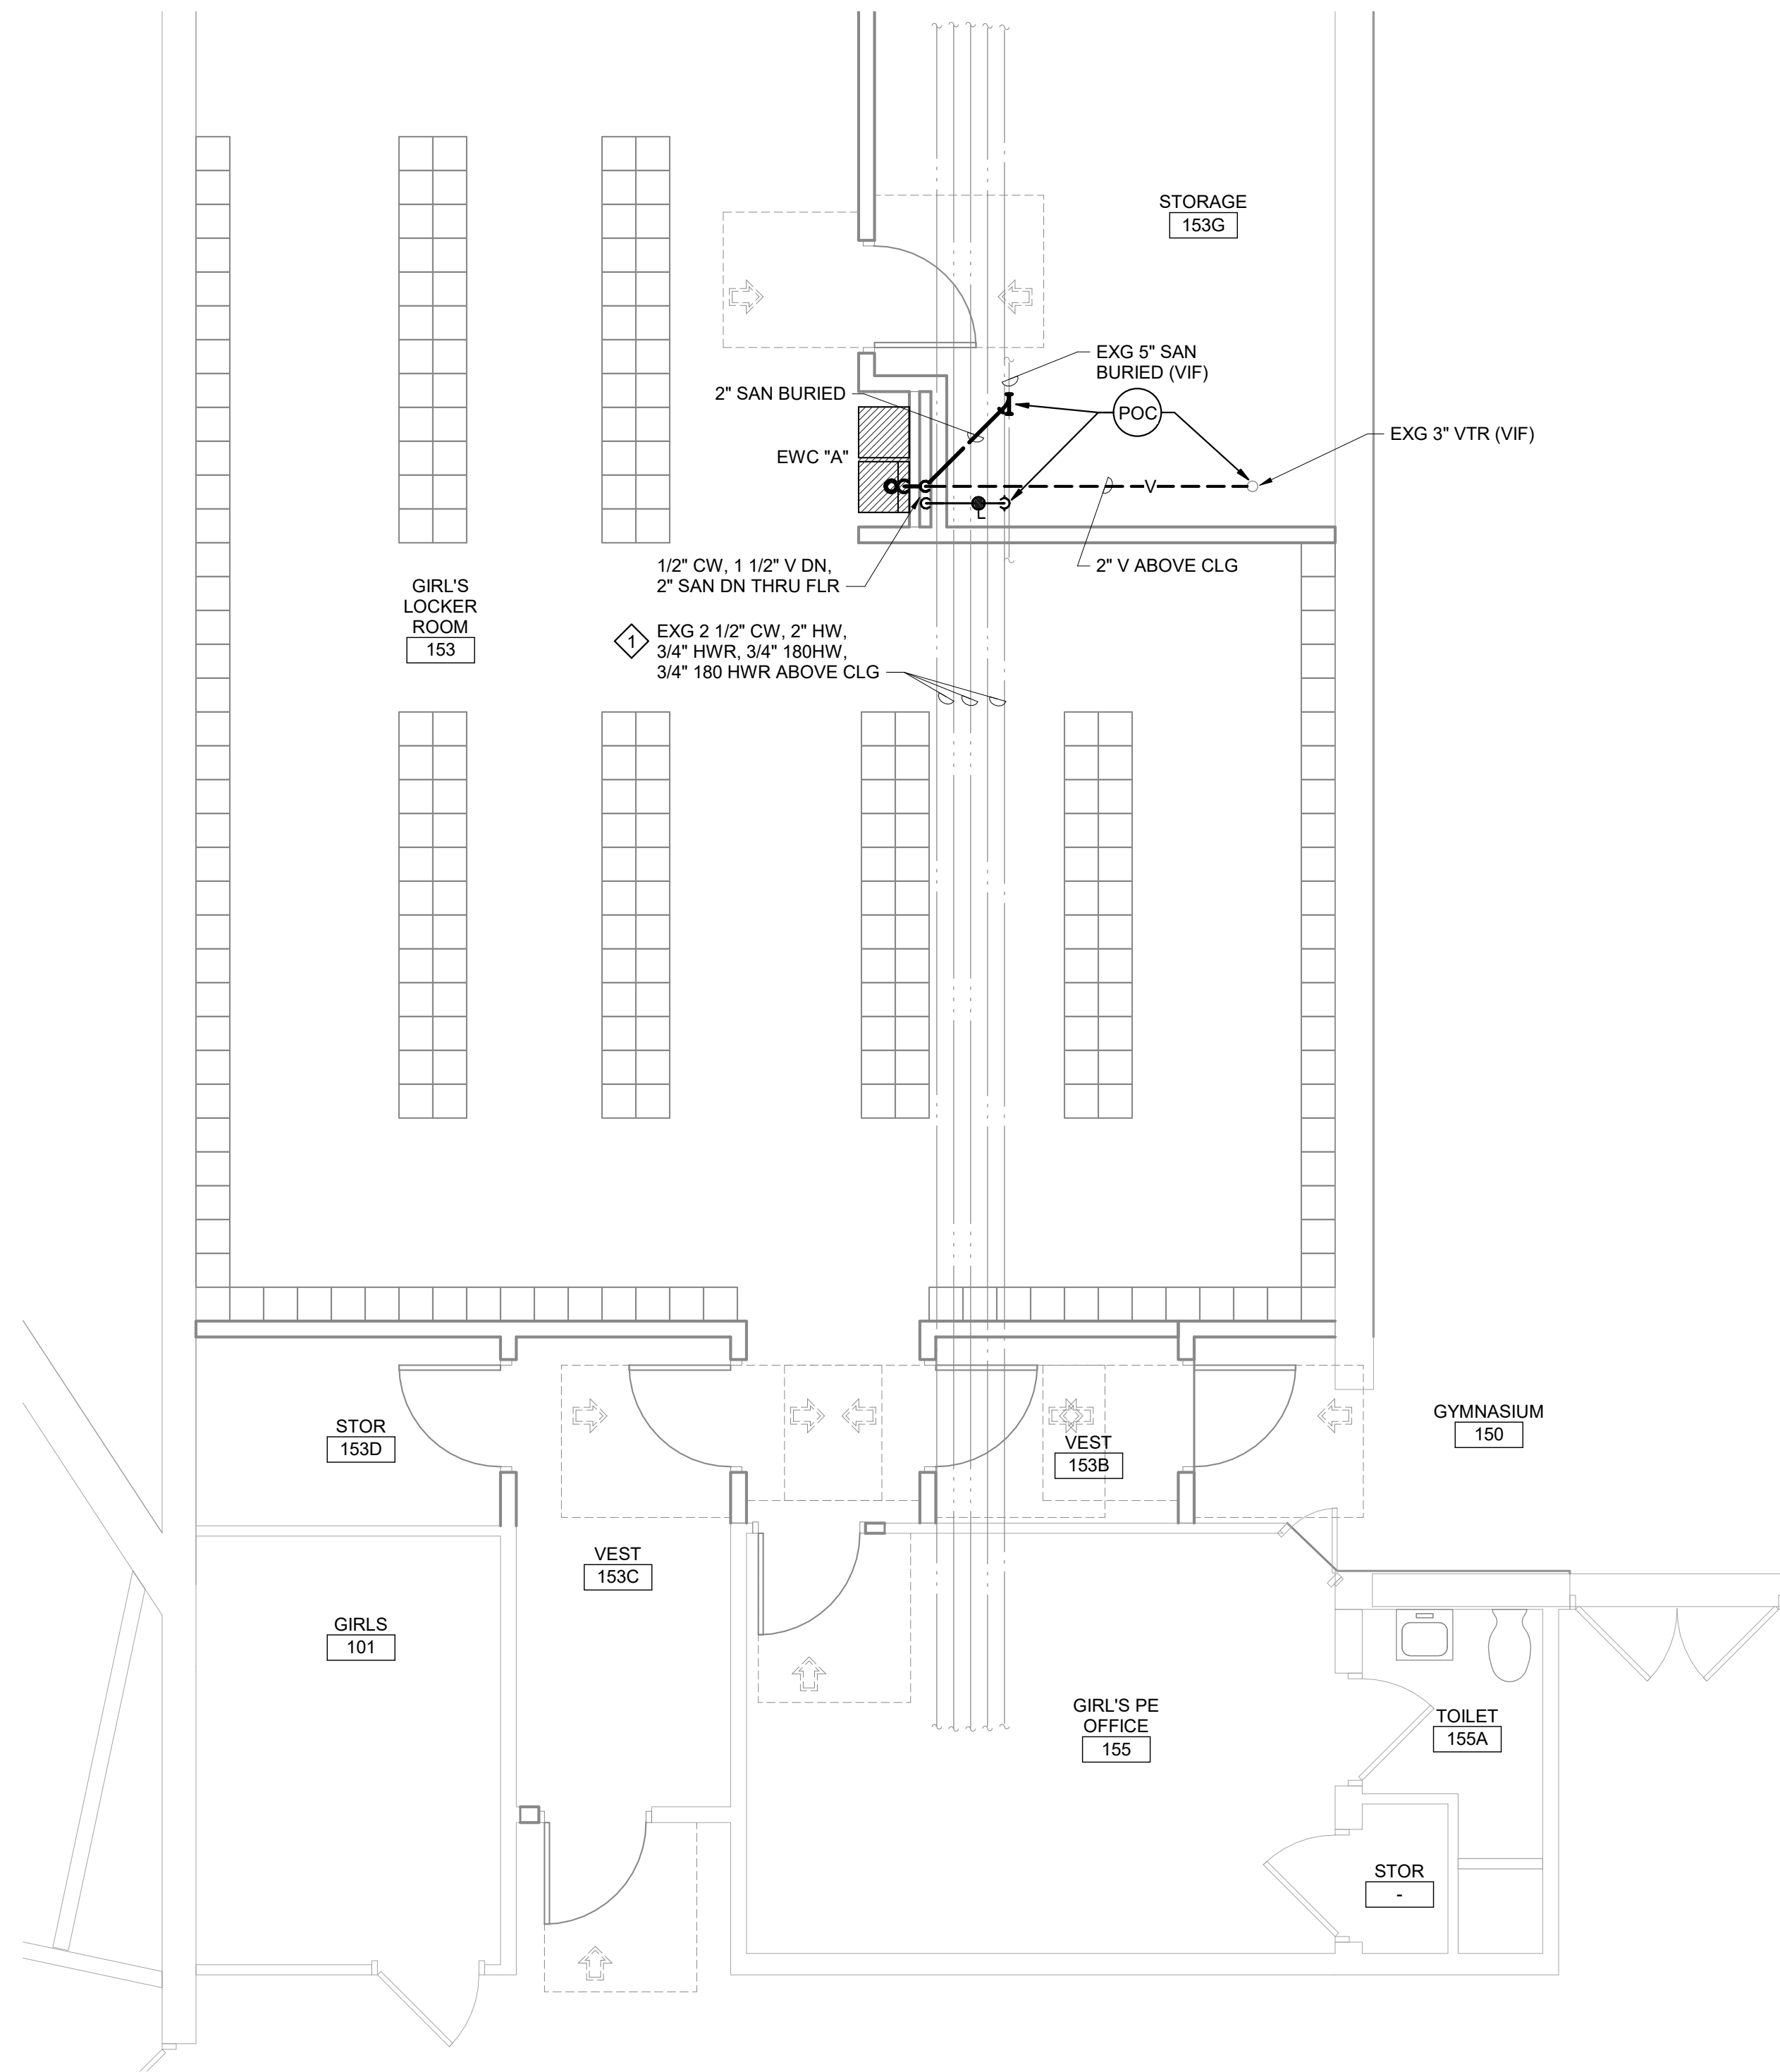 STORAGE
153G
EXG 5" SAN
BURIED (VIF)
2" SAN BURIED
POC
EXG 3" VTR (VIF)
EWC "A"
V
L
1/2" CW, 1 1/2" V DN,
2" SAN DN THRU FLR
2" V ABOVE CLG
GIRL'S
LOCKER
ROOM
153
1
EXG 2 1/2" CW, 2" HW,
3/4" HWR, 3/4" 180HW,
3/4" 180 HWR ABOVE CLG
STOR
153D
VEST
153B
GYMNASIUM
150
VEST
153C
GIRLS
101
GIRL'S PE
OFFICE
155
TOILET
155A
STOR
-